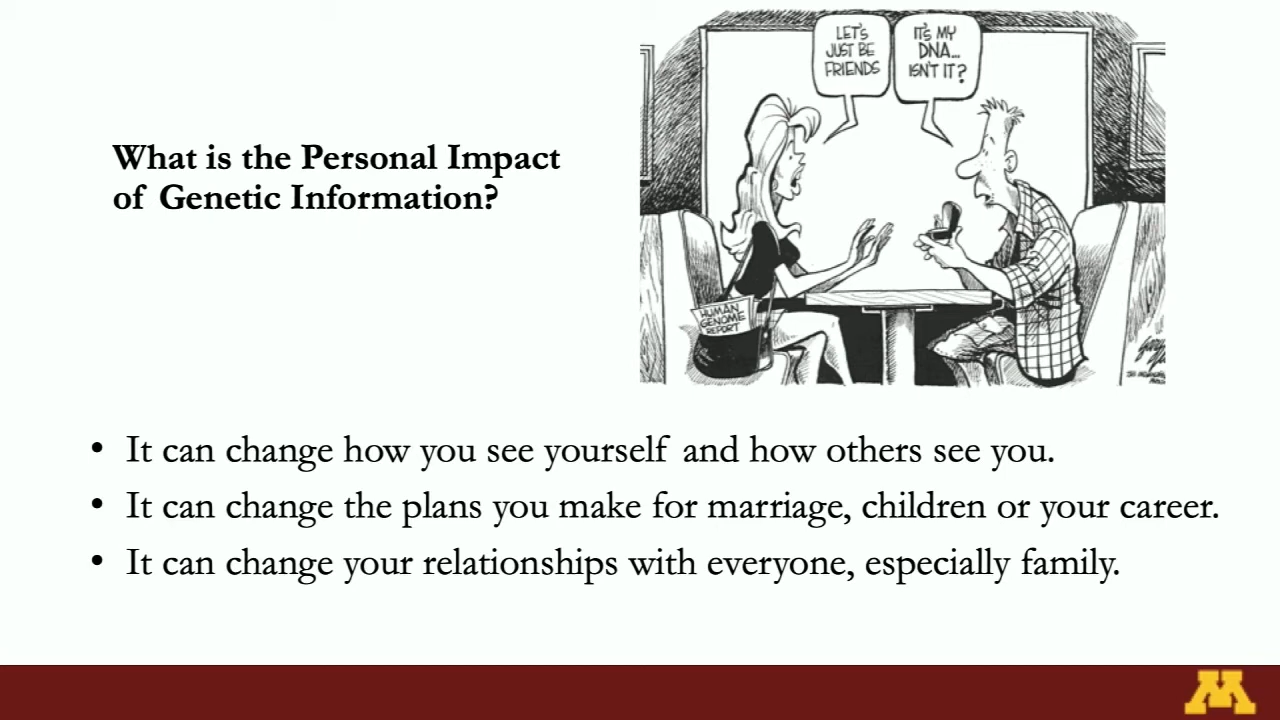 What is the Personal Impact
of Genetic Information?
LET'S
JUST BE
FRIENDS
IT'S MY
DNA...
ISN'T IT?
HUMAN
GENOME
REPORT
• It can change how you see yourself and how others see you.
• It can change the plans you make for marriage, children or your career.
• It can change your relationships with everyone, especially family.
M